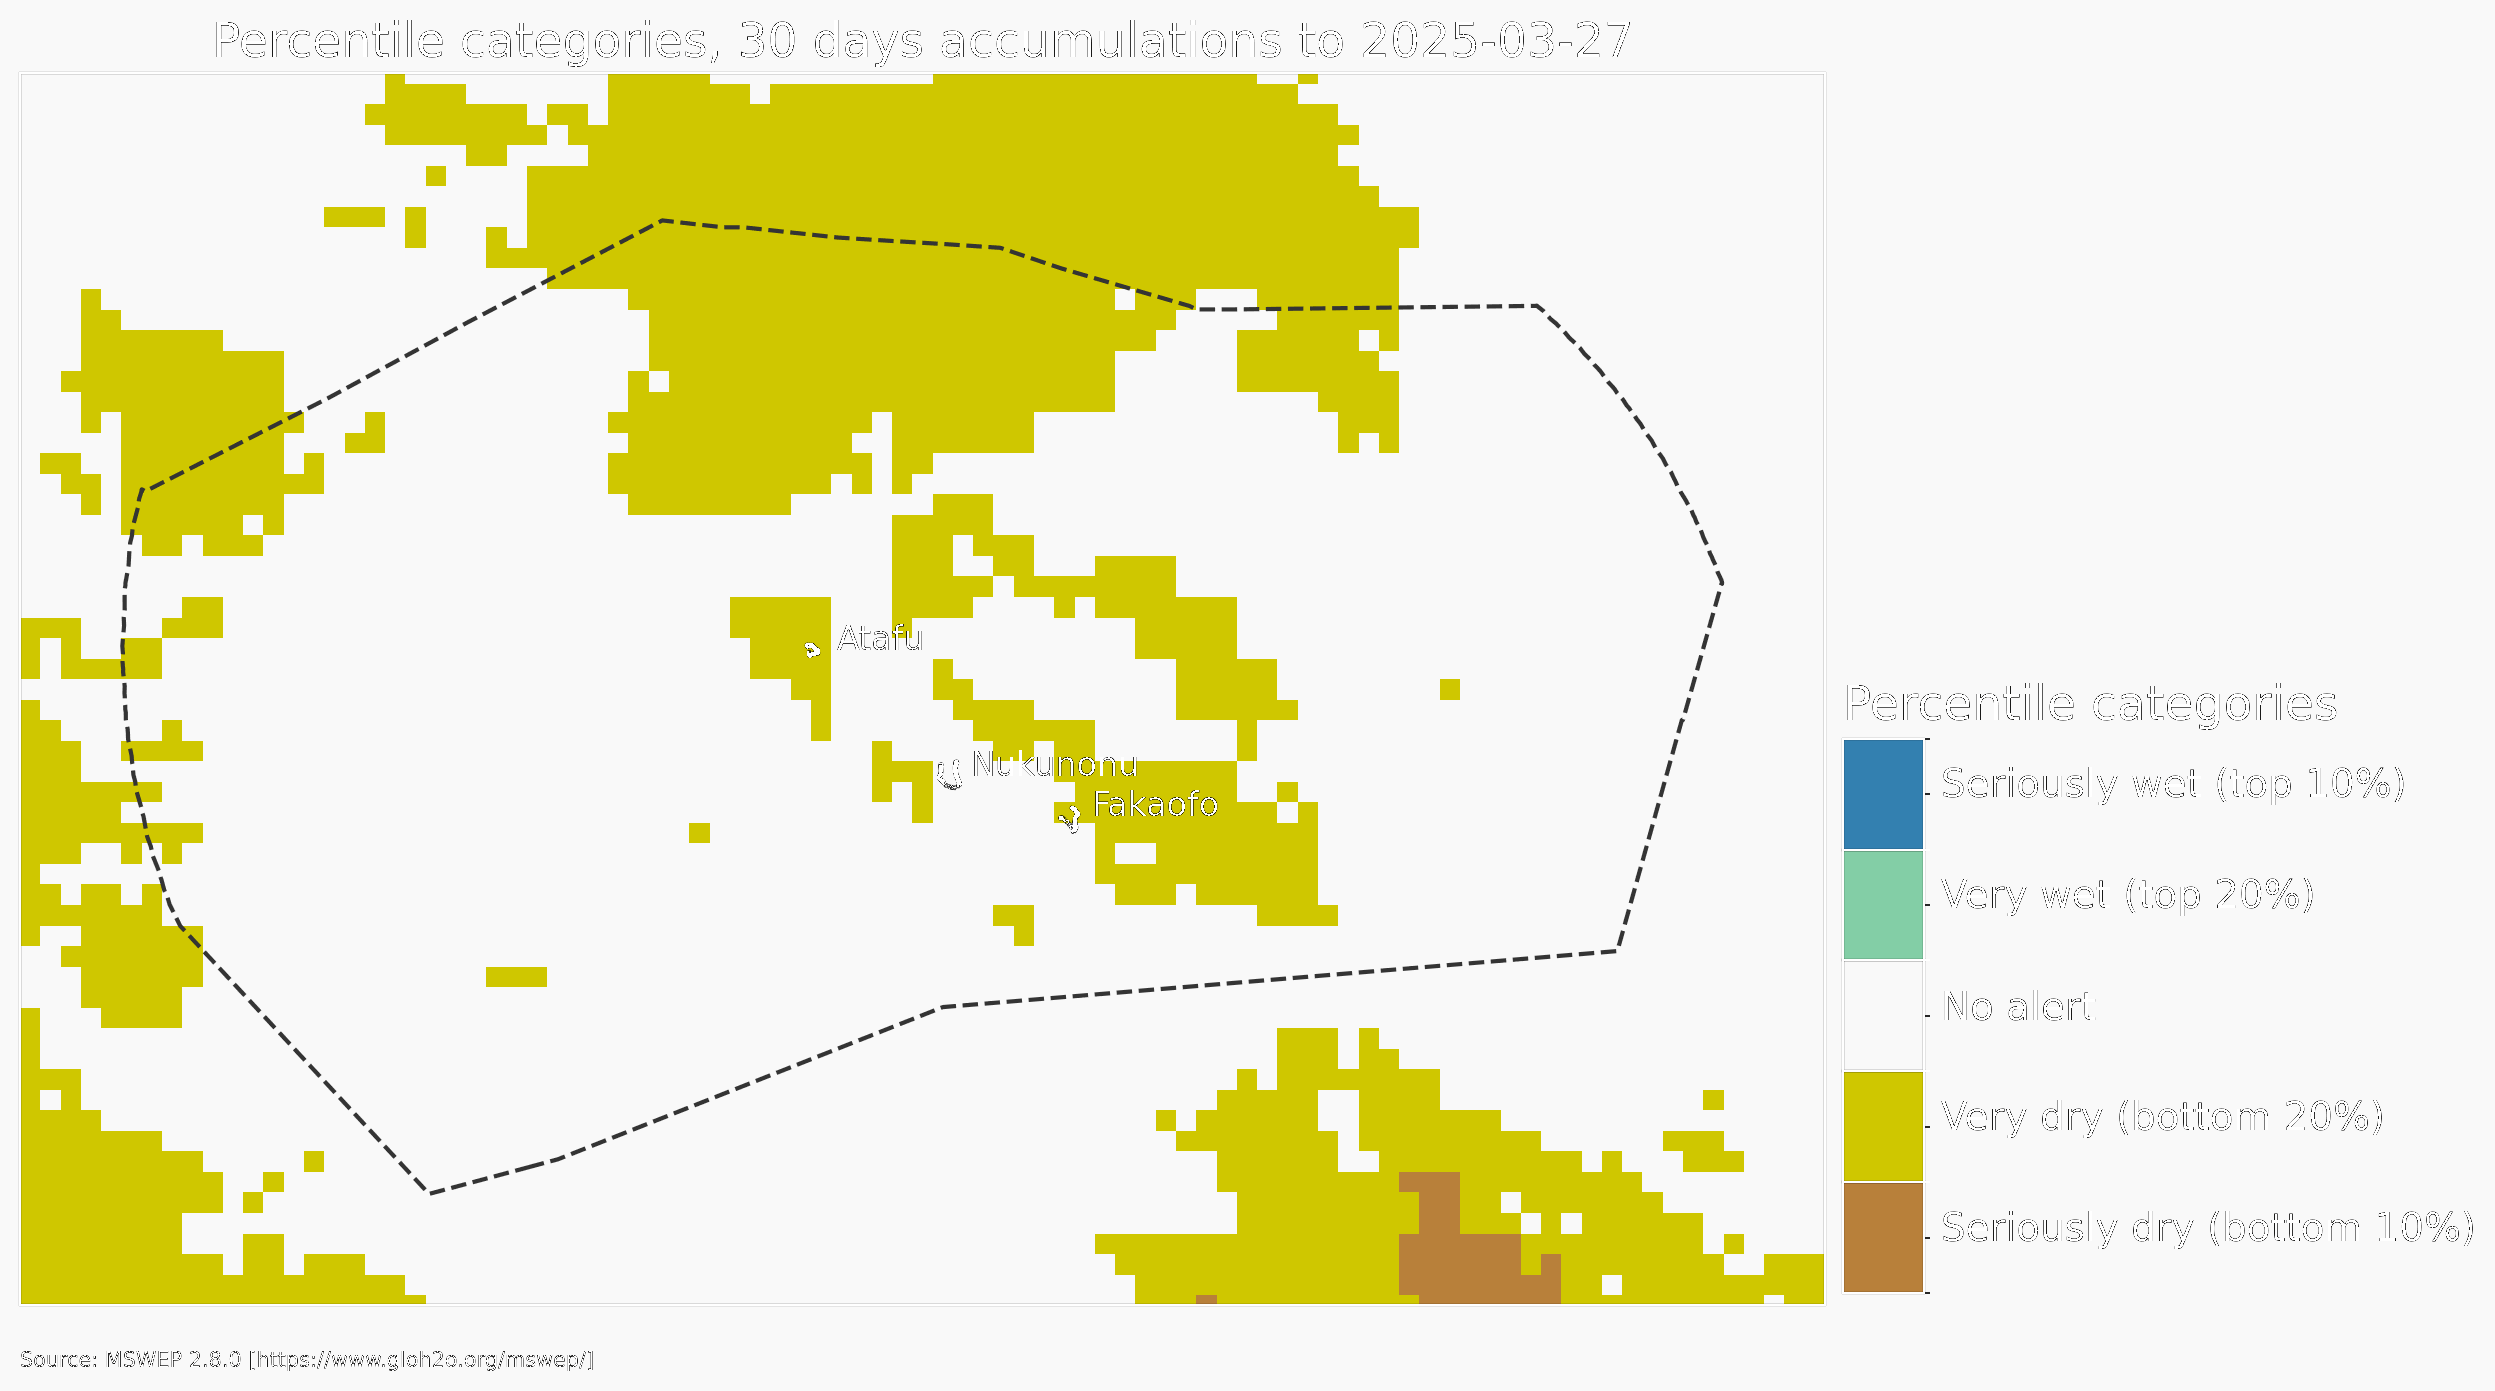 Percentile categories, 30 days accumulations to 2025-03-27
Atafu
Nukunonu
Fakaofo
Percentile categories
Seriously wet (top 10%)
Very wet (top 20%)
No alert
Very dry (bottom 20%)
Seriously dry (bottom 10%)
Source: MSWEP 2.8.0 [https://www.gloh2o.org/mswep/]